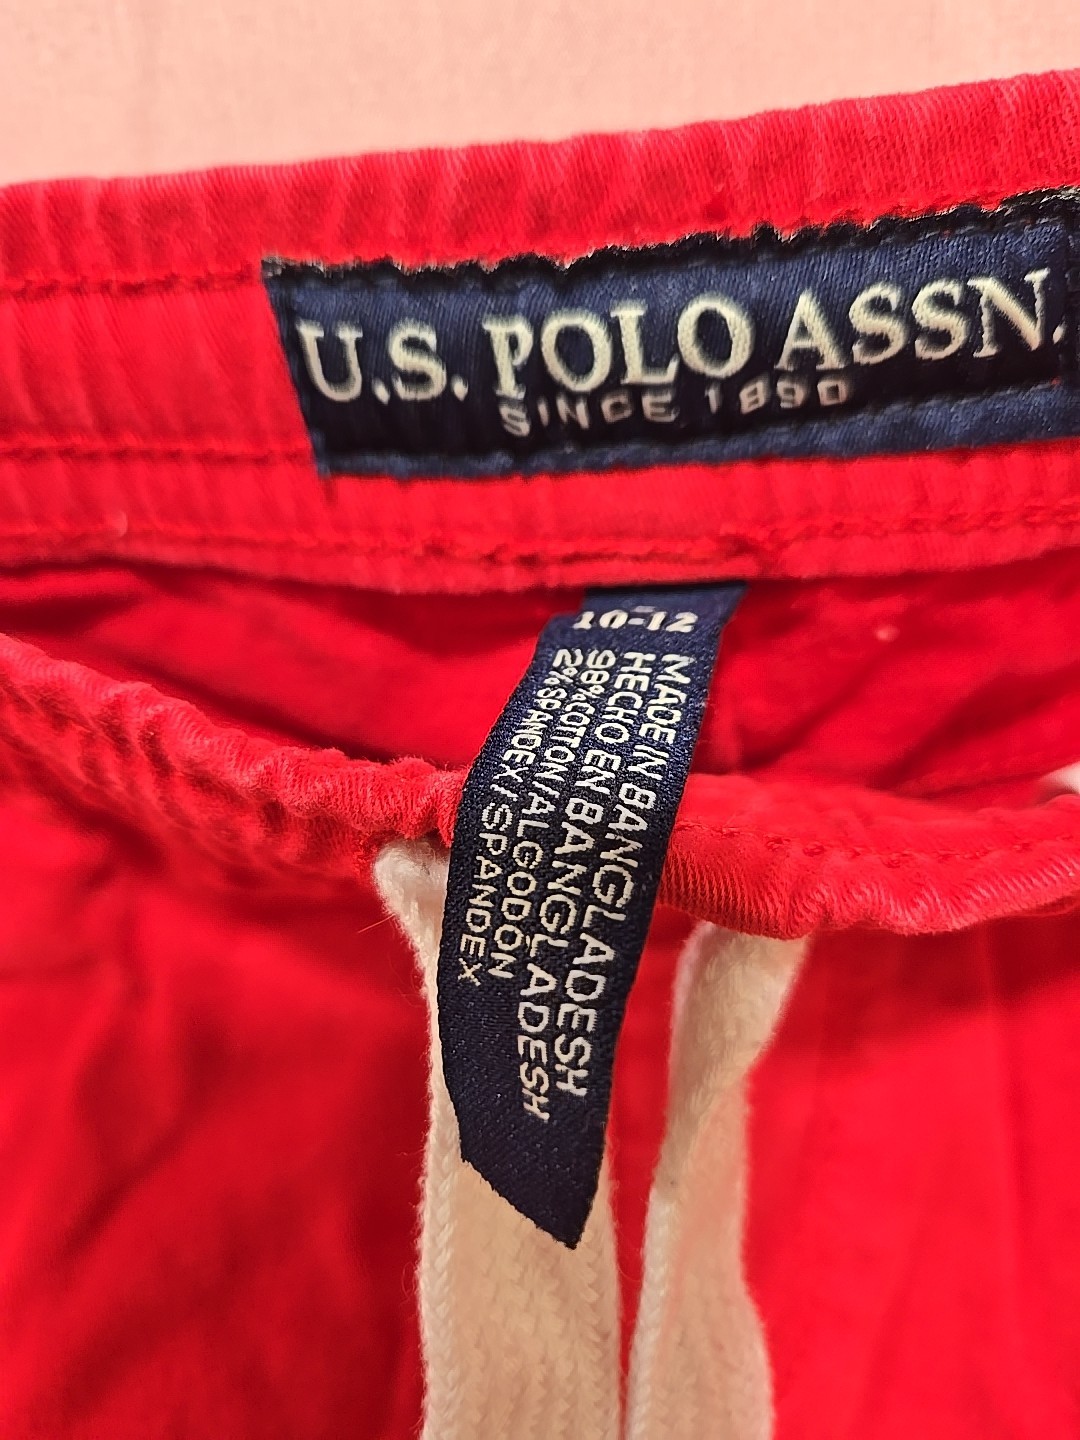 U.S. POLO ASSN.
SINCE 1890
10-12
MADE IN BANGLADESH
HECHO EN BANGLADESH
98%COTTON/ALGODÓN
2%SPANDEX/SPANDEX